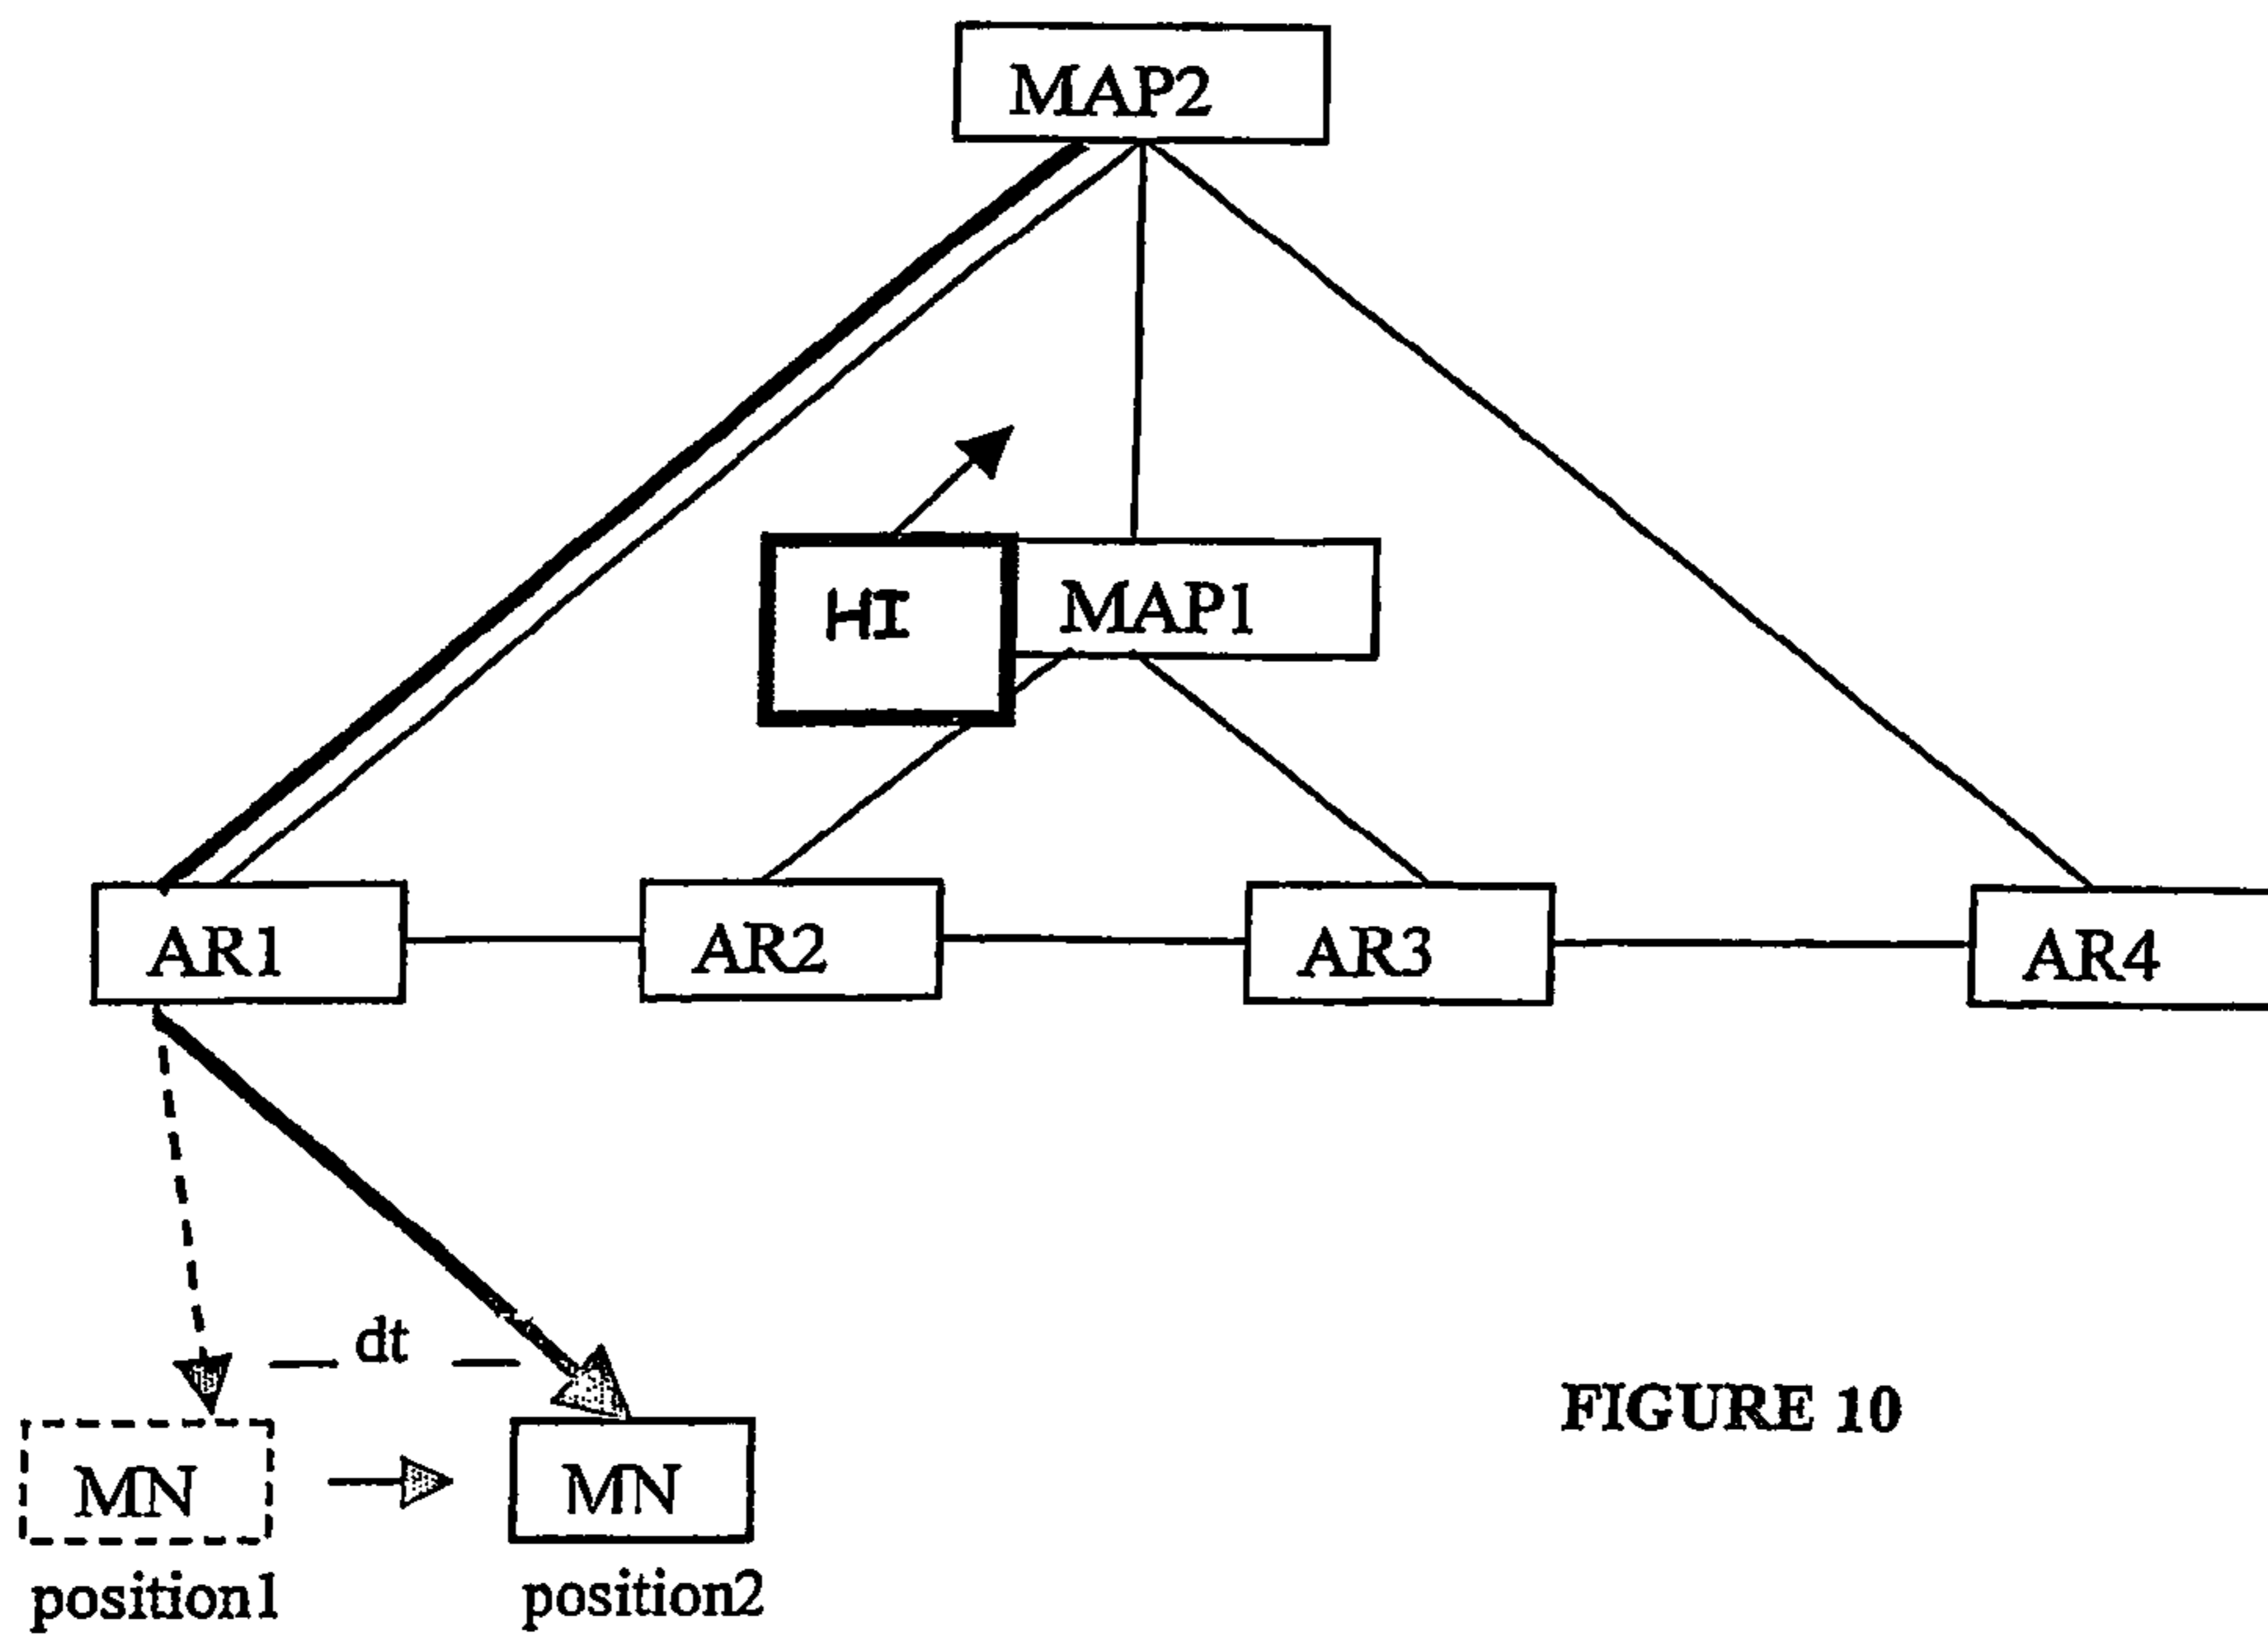 MAP2
HI
MAP1
AR1
AR2
AR3
AR4
dt
FIGURE 10
MN
MN
position1
position2